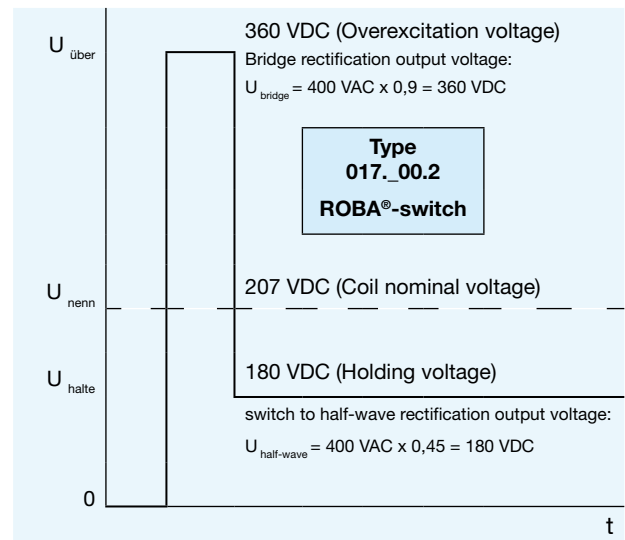 U über
360 VDC (Overexcitation voltage)
Bridge rectification output voltage:
U bridge = 400 VAC x 0,9 = 360 VDC
Type
017._00.2
ROBA®-switch
U nenn
207 VDC (Coil nominal voltage)
U halte
180 VDC (Holding voltage)
switch to half-wave rectification output voltage:
U half-wave = 400 VAC x 0,45 = 180 VDC
0
t